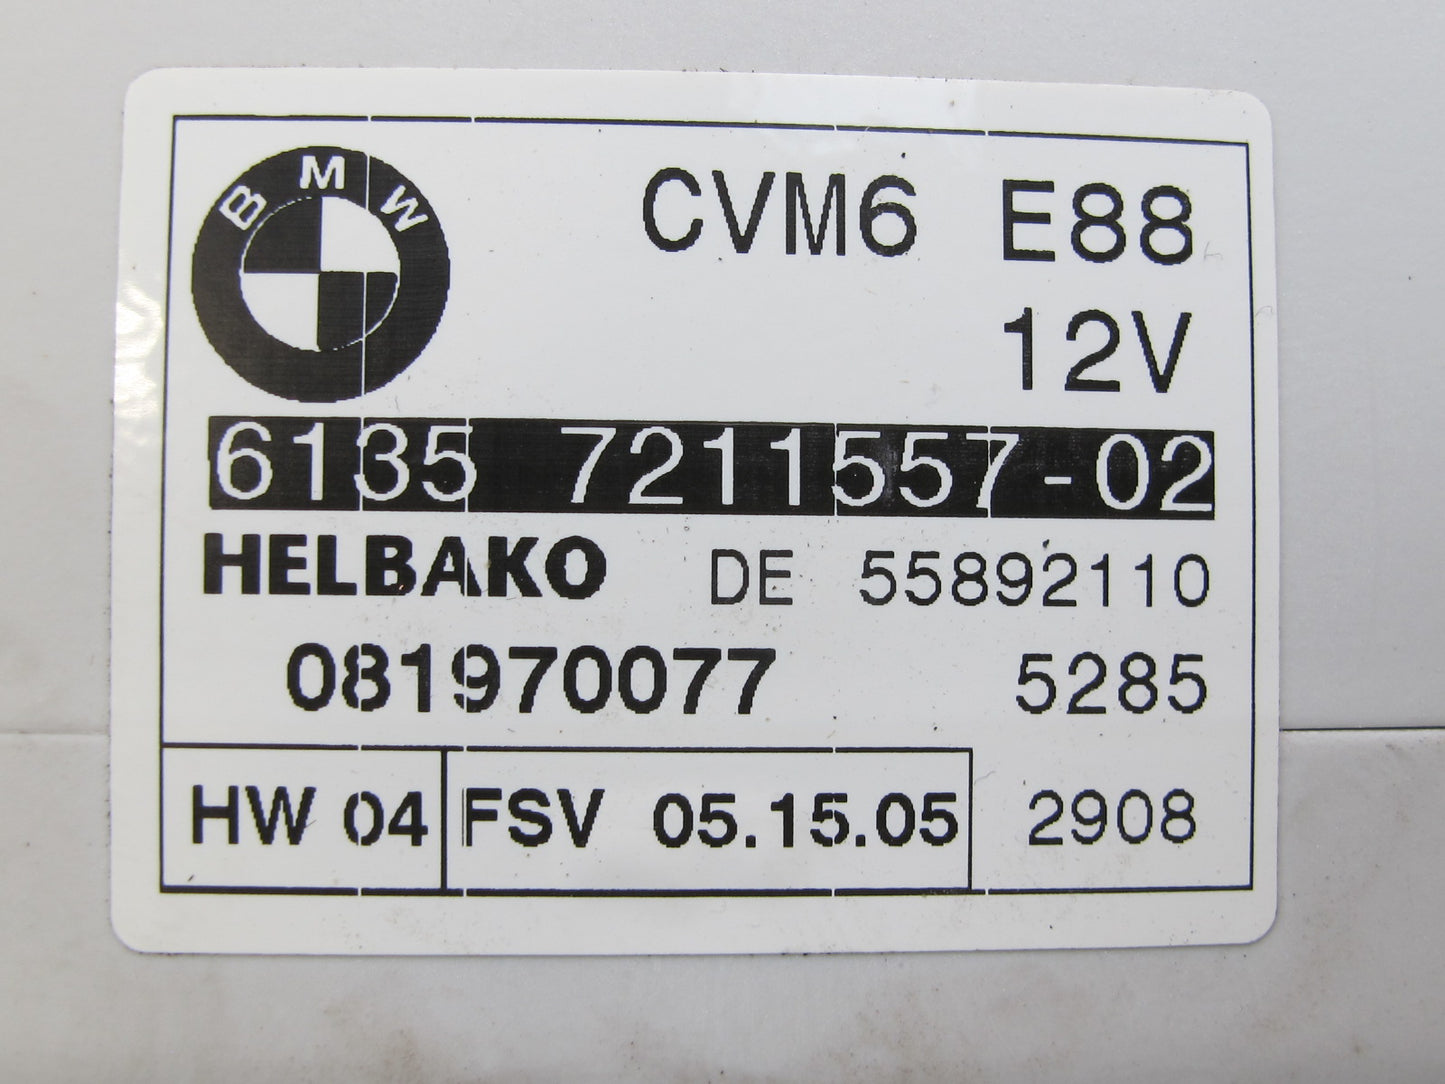 BMW
CVM6 E88
12V
6135 7211557-02
HELBAKO DE 55892110
081970077 5285
HW 04 FSV 05.15.05 2908